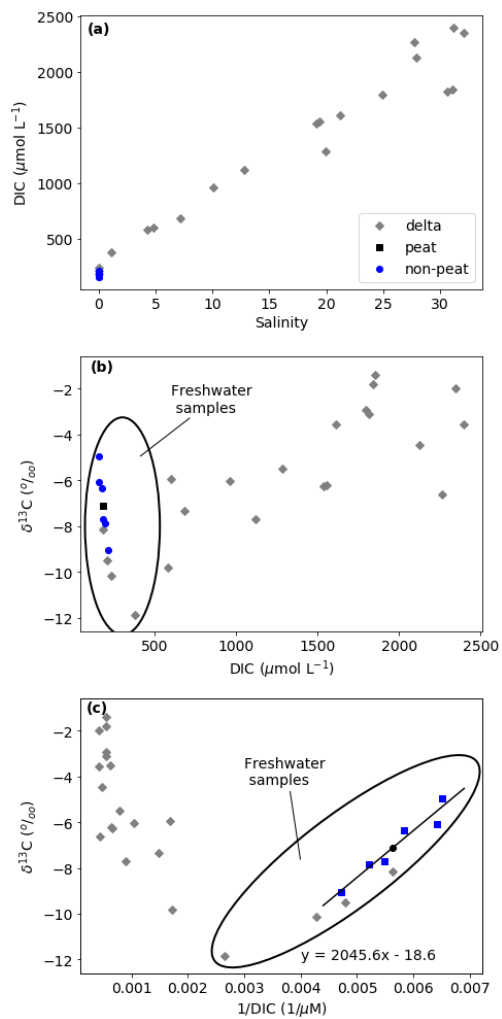 (a)
2500
2000
1500
1000
500
DIC (μmol L⁻¹)
delta
peat
non-peat
0 5 10 15 20 25 30
Salinity
(b)
Freshwater
samples
−2
−4
−6
−8
−10
−12
δ¹³C (⁰/₀₀)
500 1000 1500 2000 2500
DIC (μmol L⁻¹)
(c)
Freshwater
samples
−2
−4
−6
−8
−10
−12
δ¹³C (⁰/₀₀)
y = 2045.6x - 18.6
0.001 0.002 0.003 0.004 0.005 0.006 0.007
1/DIC (1/μM)